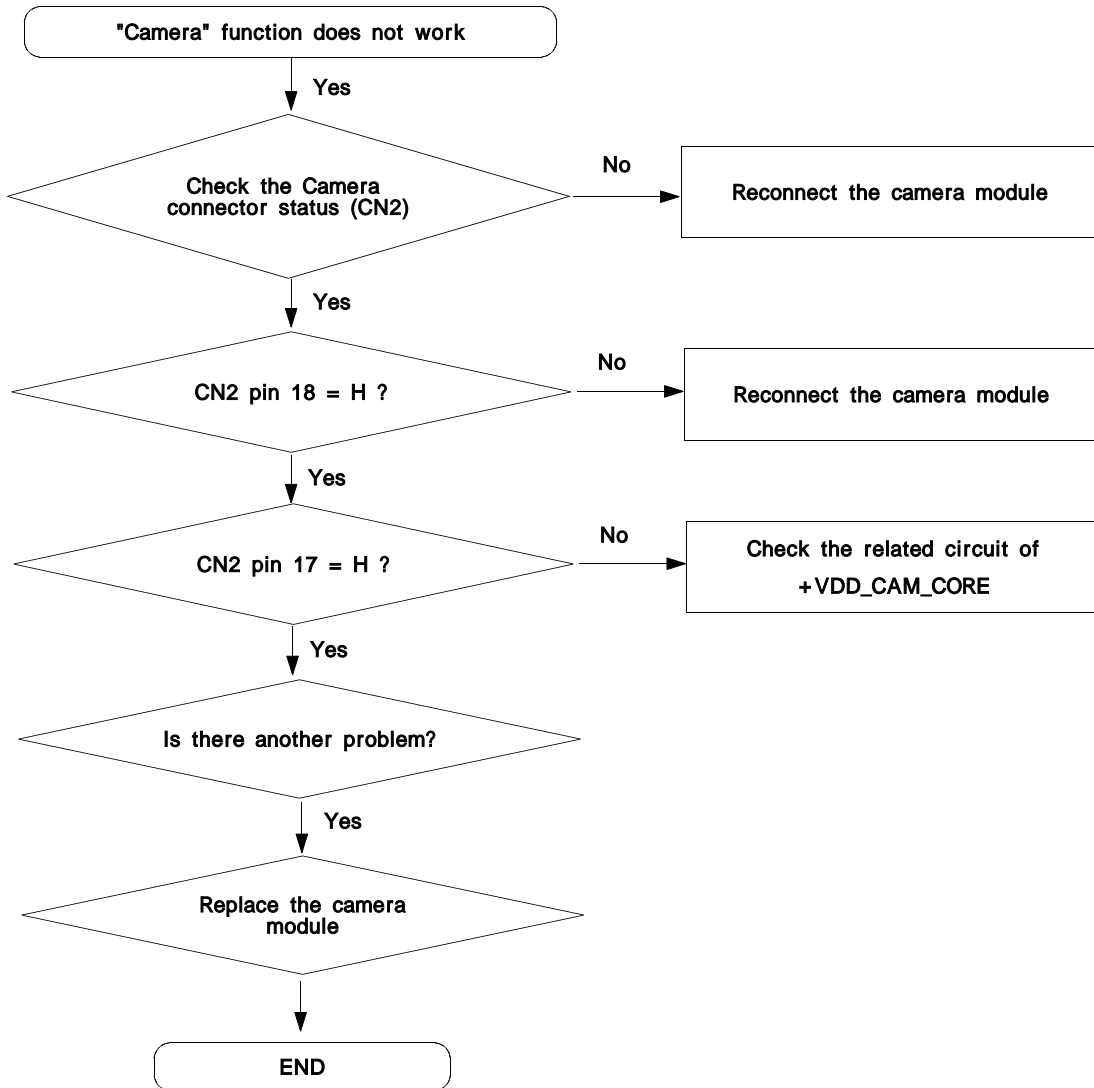 "Camera" function does not work
Yes
Check the Camera
connector status (CN2)
No
Reconnect the camera module
Yes
CN2 pin 18 = H ?
No
Reconnect the camera module
Yes
CN2 pin 17 = H ?
No
Check the related circuit of
+VDD_CAM_CORE
Yes
Is there another problem?
Yes
Replace the camera
module
END